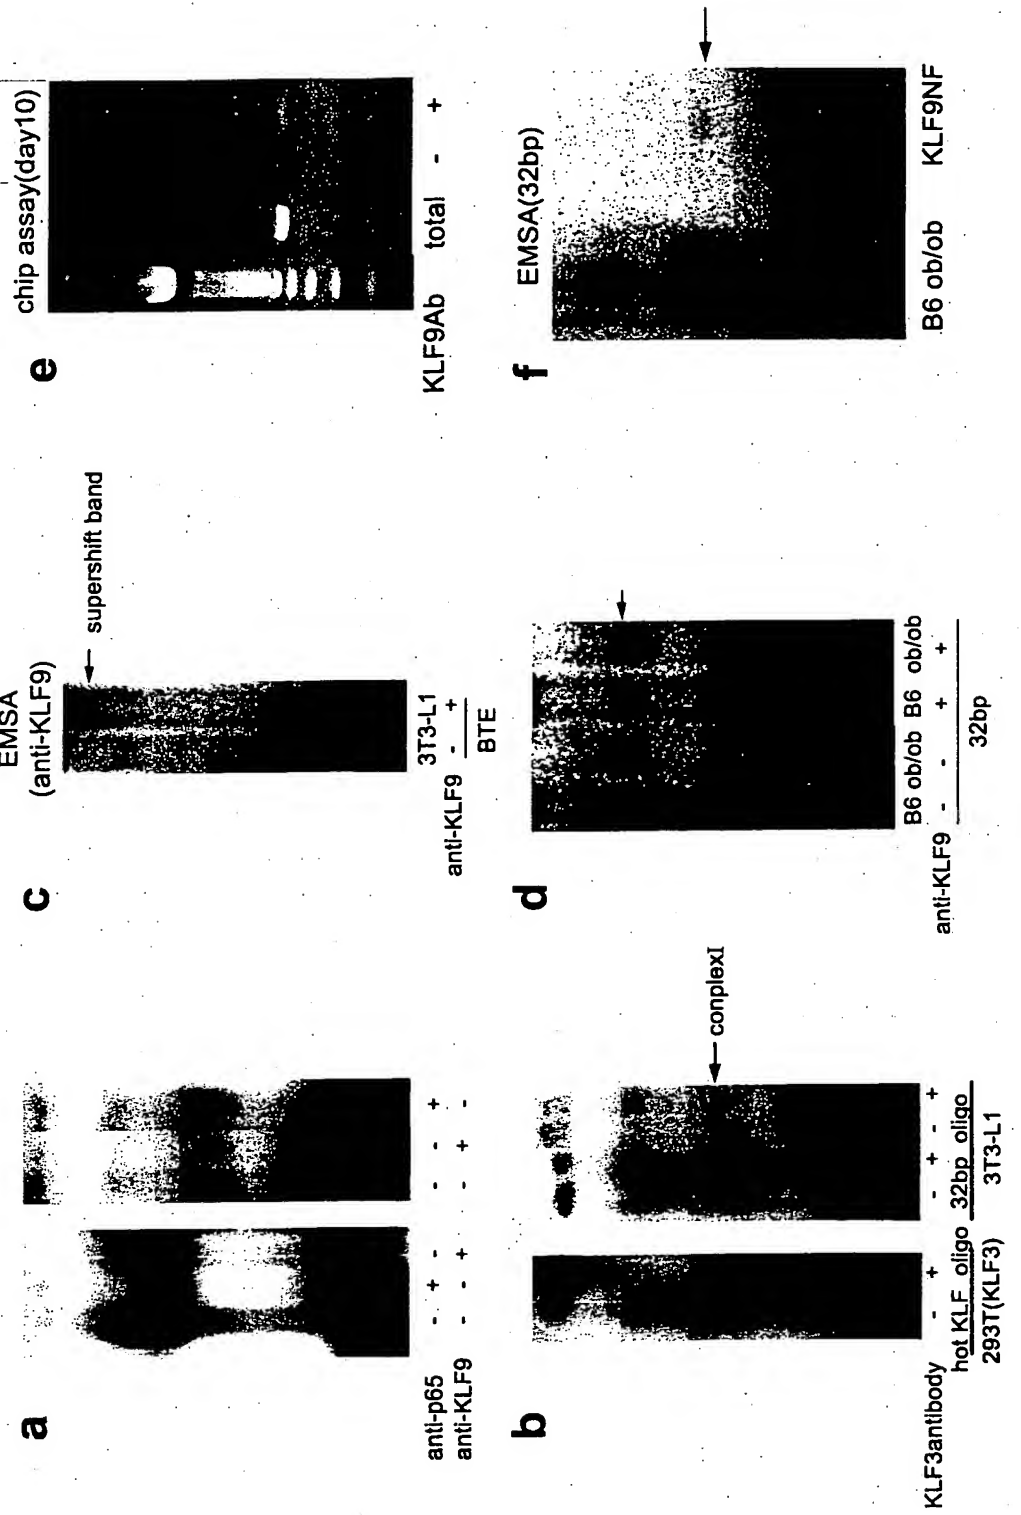 a
anti-p65 - + - - - +
anti-KLF9 - - + - + -
b
conplexI
KLF3antibody - + - + - +
hot KLF oligo 32bp oligo
293T(KLF3) 3T3-L1
c
EMSA
(anti-KLF9)
supershift band
3T3-L1
anti-KLF9 - +
BTE
d
B6 ob/ob B6 ob/ob
anti-KLF9 - - + +
32bp
e
chip assay(day10)
KLF9Ab total - +
f
EMSA(32bp)
B6 ob/ob KLF9NF